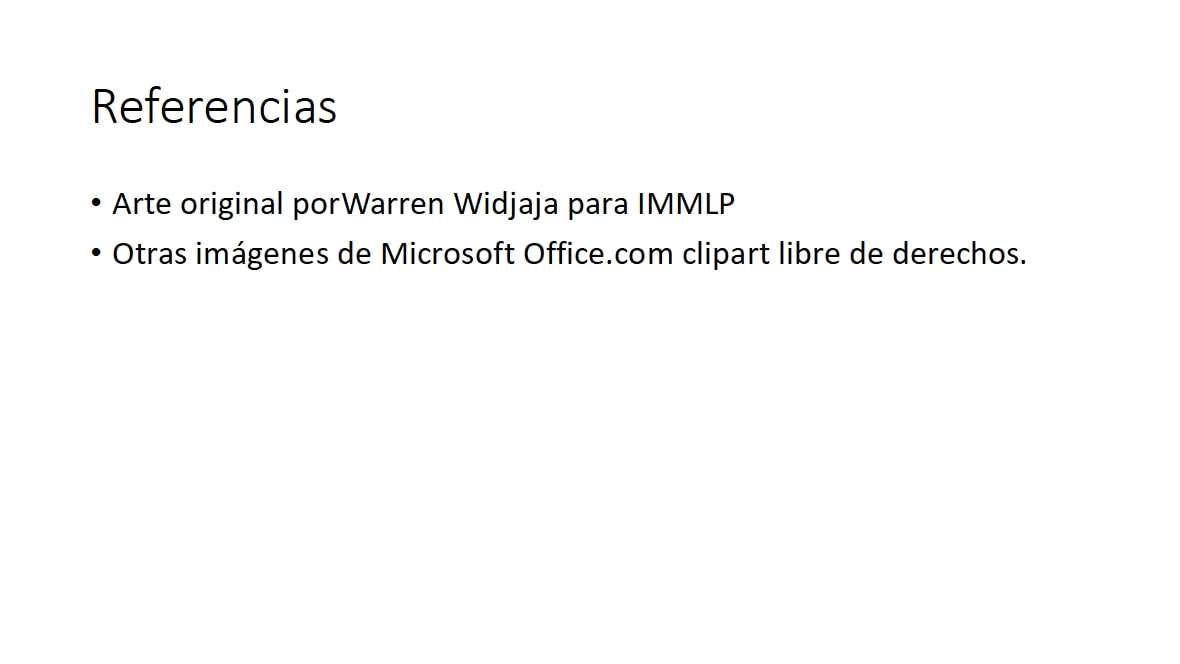 Referencias
• Arte original porWarren Widjaja para IMMLP
• Otras imágenes de Microsoft Office.com clipart libre de derechos.